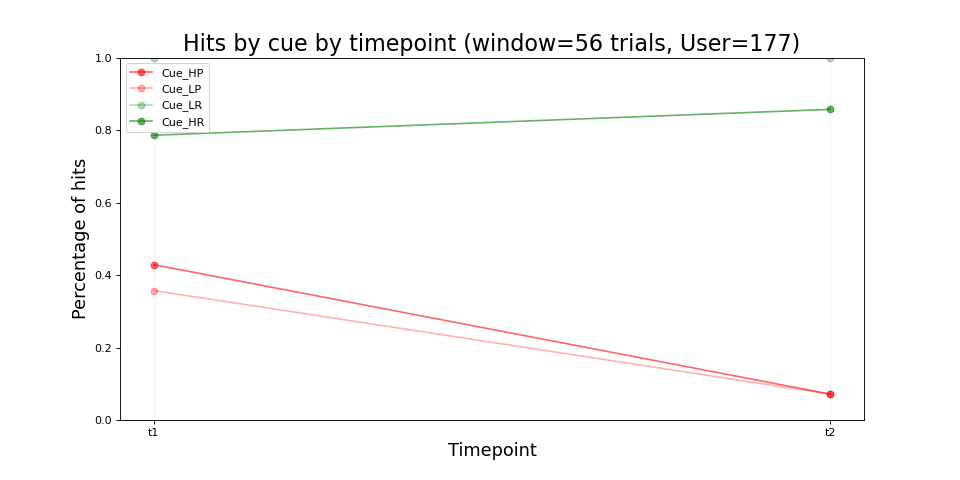 Hits by cue by timepoint (window=56 trials, User=177)
1.0
0.8
0.6
0.4
0.2
0.0
Percentage of hits
Cue_HP
Cue_LP
Cue_LR
Cue_HR
t1
t2
Timepoint